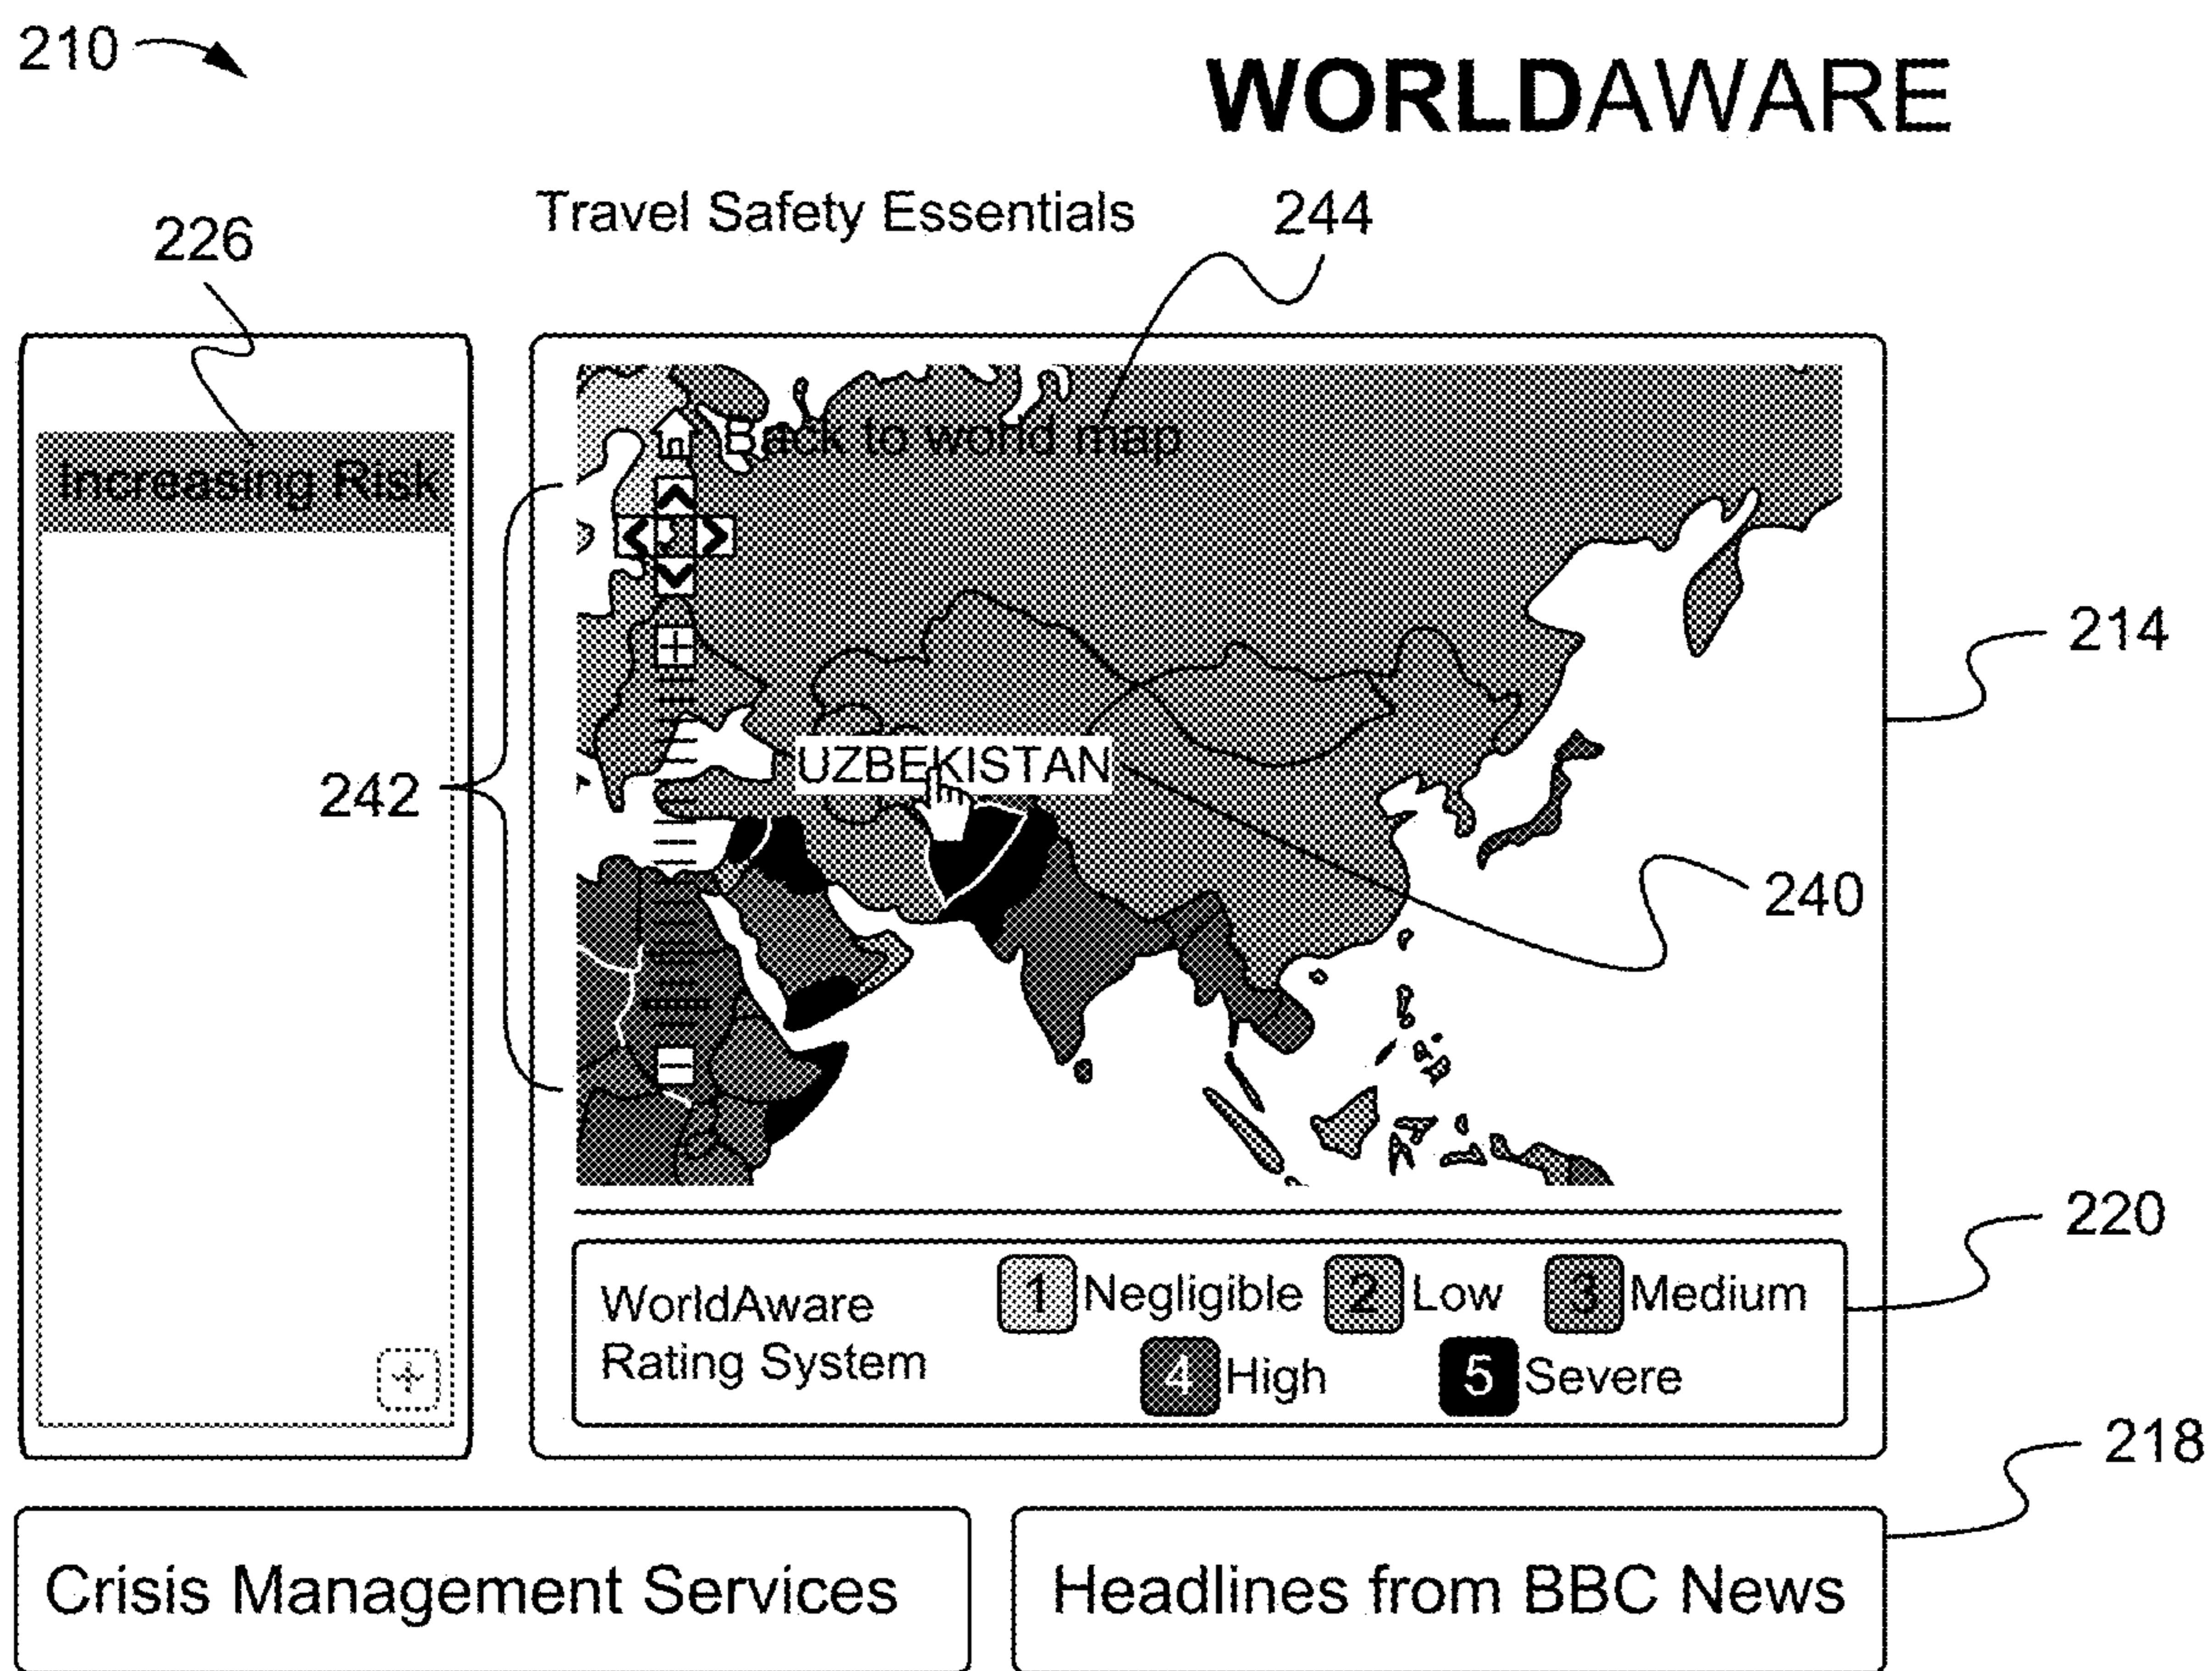 210
WORLDAWARE
Travel Safety Essentials
244
226
Increasing Risk
Back to world map
214
UZBEKISTAN
242
240
220
WorldAware
Rating System
1 Negligible 2 Low 3 Medium
4 High 5 Severe
218
Crisis Management Services
Headlines from BBC News